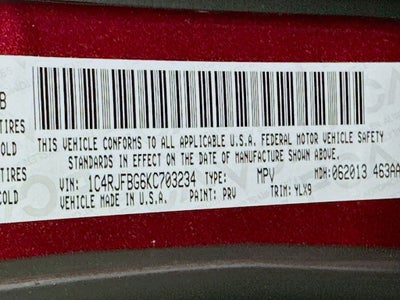 B
TIRES
OLD
TIRES
OLD
THIS VEHICLE CONFORMS TO ALL APPLICABLE U.S.A. FEDERAL MOTOR VEHICLE SAFETY
STANDARDS IN EFFECT ON THE DATE OF MANUFACTURE SHOWN ABOVE.
VIN: 1C4RJFBG6KC703234 TYPE: MPV MDH: 062013 463AA
VEHICLE MADE IN U.S.A. PAINT: PRV TRIM: YLX9